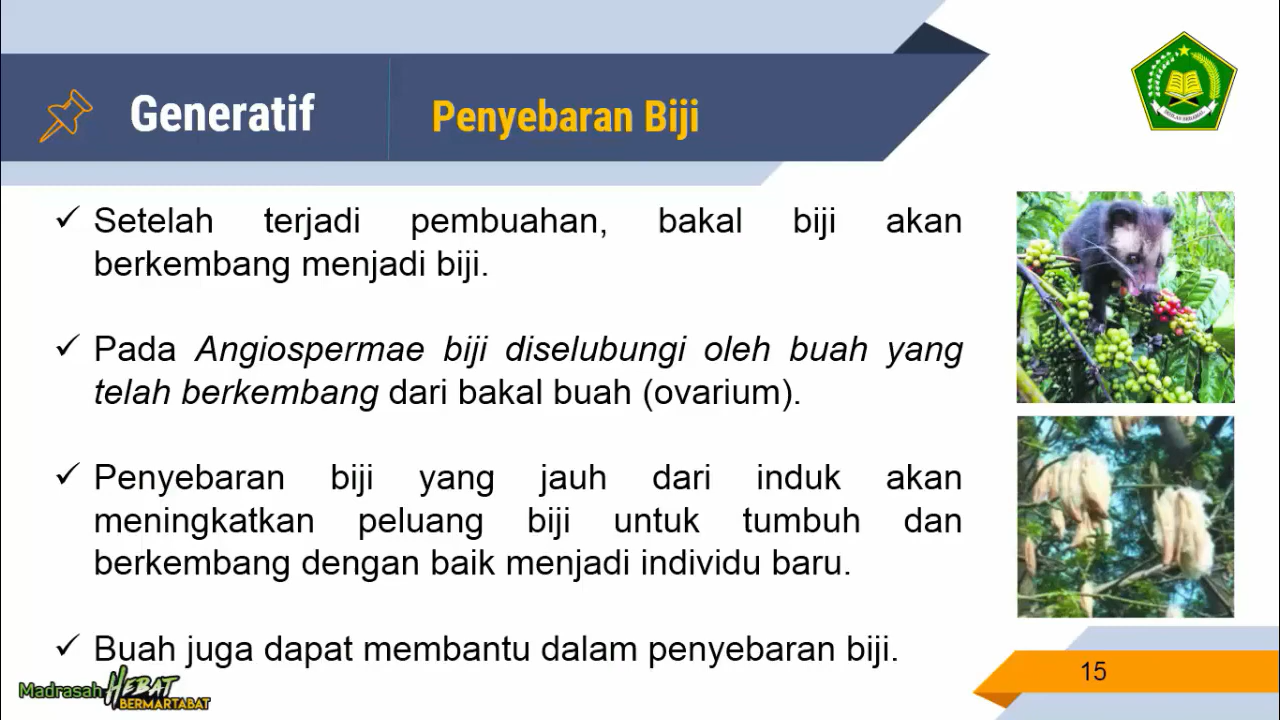 Generatif
Penyebaran Biji
✓ Setelah terjadi pembuahan, bakal biji akan
berkembang menjadi biji.
✓ Pada Angiospermae biji diselubungi oleh buah yang
telah berkembang dari bakal buah (ovarium).
✓ Penyebaran biji yang jauh dari induk akan
meningkatkan peluang biji untuk tumbuh dan
berkembang dengan baik menjadi individu baru.
✓ Buah juga dapat membantu dalam penyebaran biji.
Madrasah HEBAT
BERMARTABAT
15